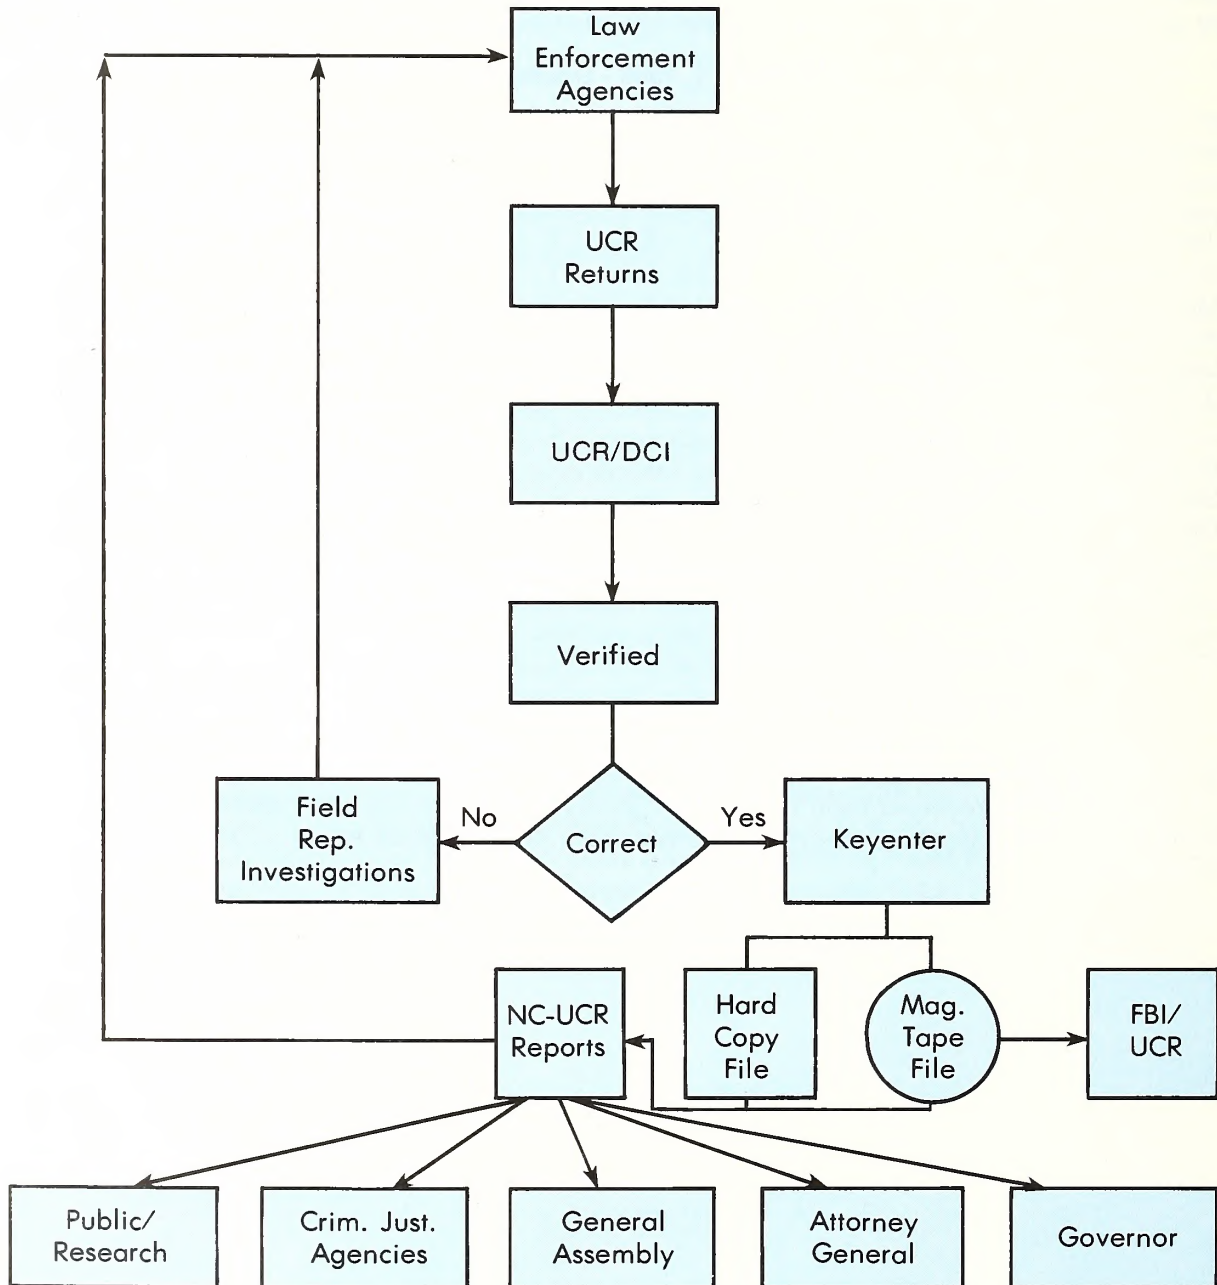 Law
Enforcement
Agencies
UCR
Returns
UCR/DCI
Verified
Field
Rep.
Investigations
No
Correct
Yes
Keyenter
NC-UCR
Reports
Hard
Copy
File
Mag.
Tape
File
FBI/
UCR
Public/
Research
Crim. Just.
Agencies
General
Assembly
Attorney
General
Governor